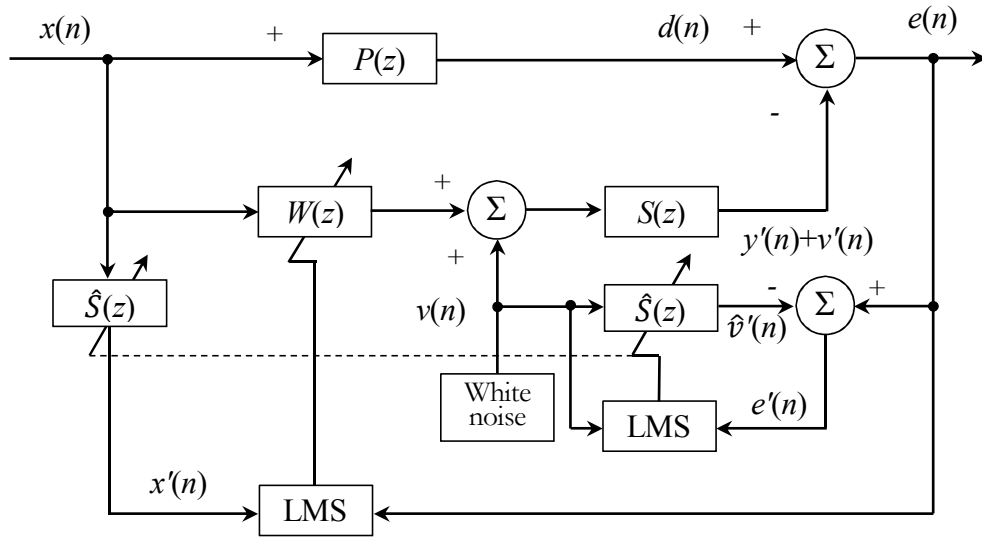 x(n)
+
P(z)
d(n)
+
Σ
e(n)
-
W(z)
+
Σ
S(z)
y'(n)+v'(n)
+
Ŝ(z)
v(n)
Ŝ(z)
-
v̂'(n)
Σ
+
White
noise
LMS
e'(n)
x'(n)
LMS